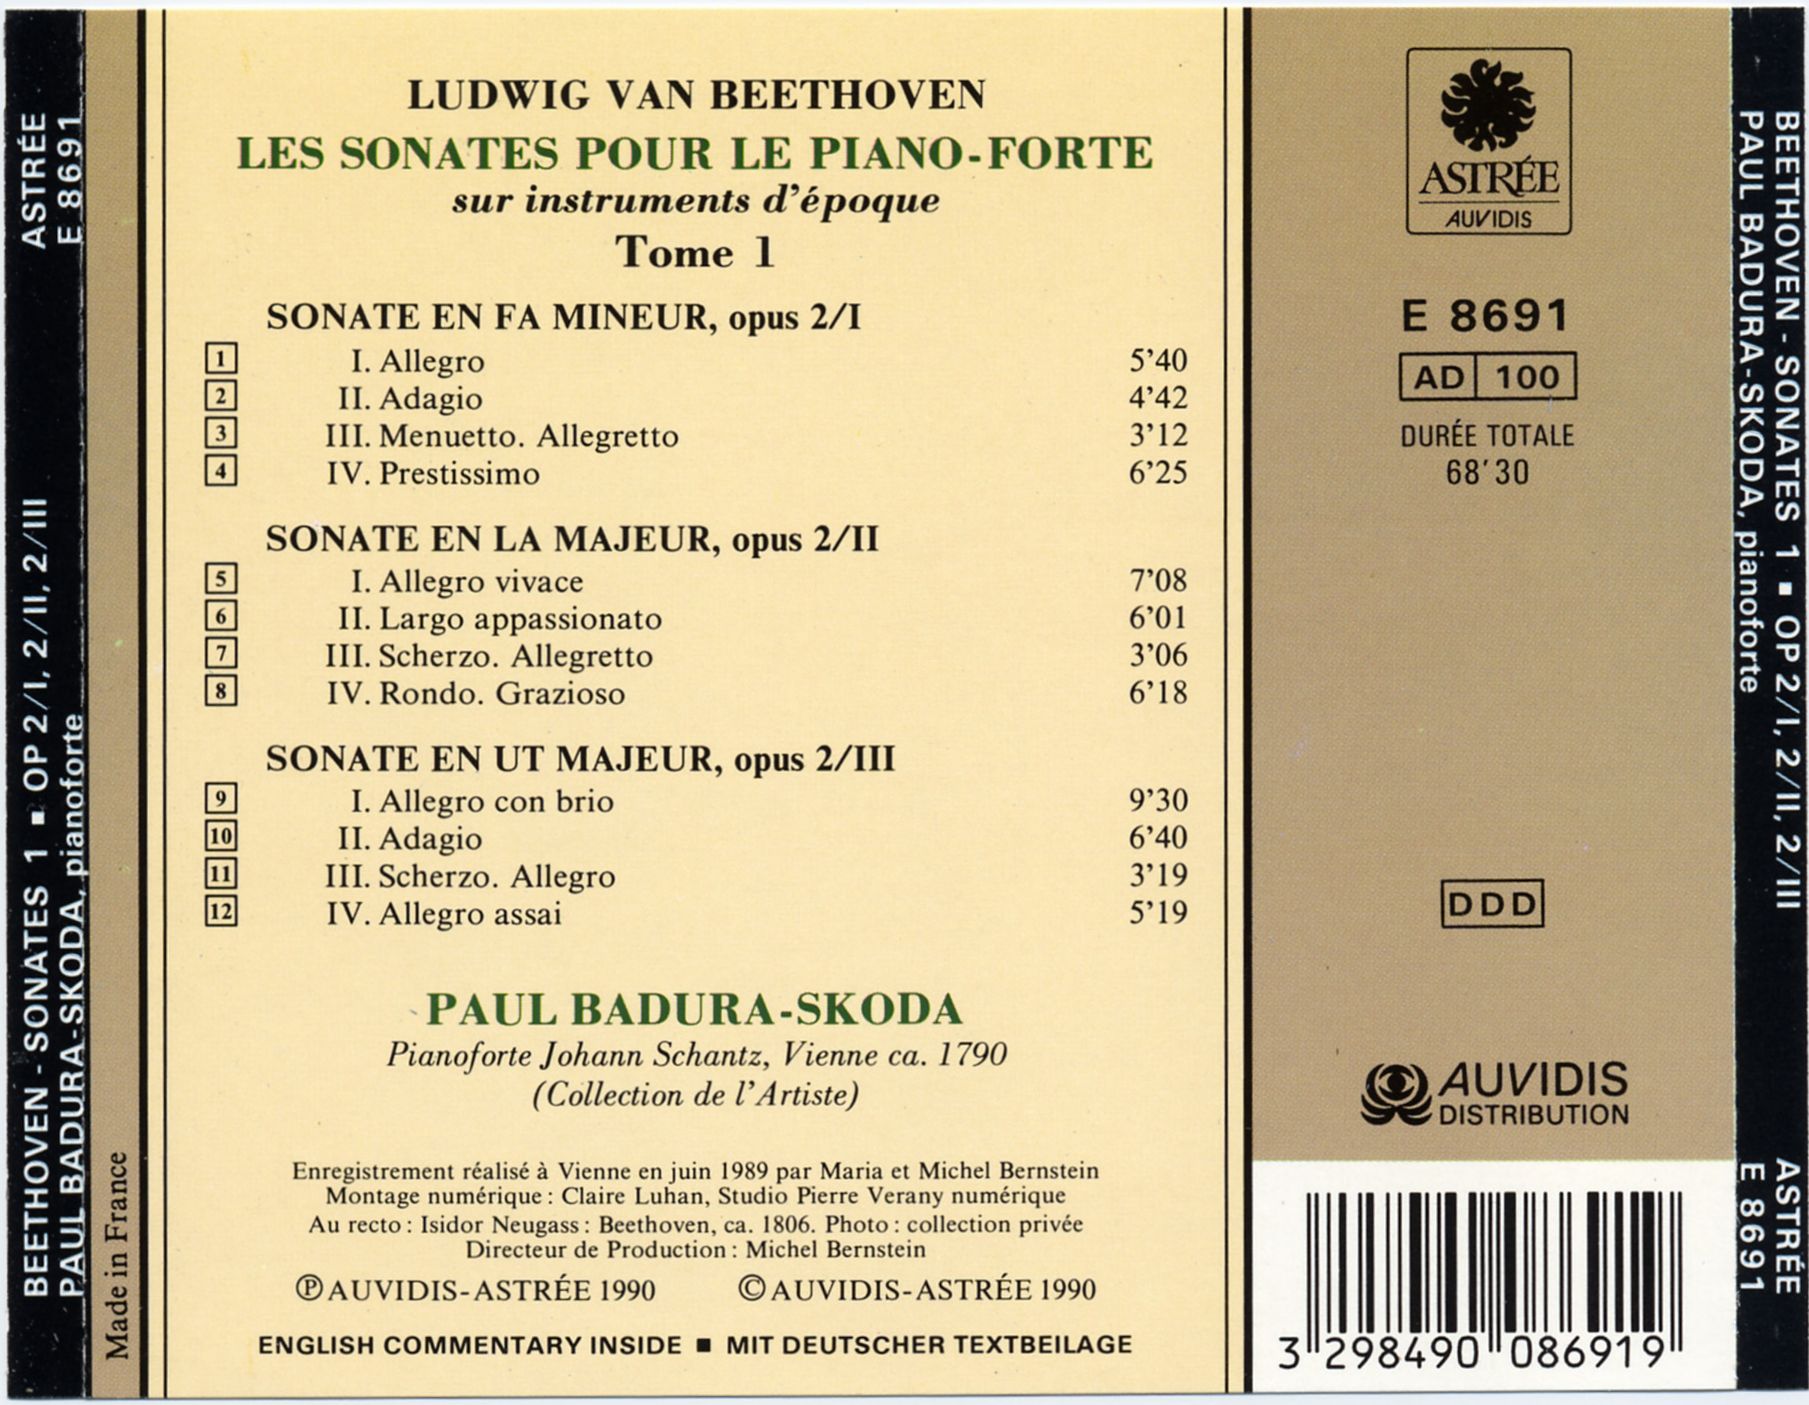 ASTRÉE
E 8691
BEETHOVEN - SONATES 1 ■ OP 2/I, 2/II, 2/III
PAUL BADURA-SKODA, pianoforte
Made in France
LUDWIG VAN BEETHOVEN
LES SONATES POUR LE PIANO-FORTE
sur instruments d'époque
Tome 1
SONATE EN FA MINEUR, opus 2/I
1 I. Allegro 5'40
2 II. Adagio 4'42
3 III. Menuetto. Allegretto 3'12
4 IV. Prestissimo 6'25
SONATE EN LA MAJEUR, opus 2/II
5 I. Allegro vivace 7'08
6 II. Largo appassionato 6'01
7 III. Scherzo. Allegretto 3'06
8 IV. Rondo. Grazioso 6'18
SONATE EN UT MAJEUR, opus 2/III
9 I. Allegro con brio 9'30
10 II. Adagio 6'40
11 III. Scherzo. Allegro 3'19
12 IV. Allegro assai 5'19
PAUL BADURA-SKODA
Pianoforte Johann Schantz, Vienne ca. 1790
(Collection de l'Artiste)
Enregistrement réalisé à Vienne en juin 1989 par Maria et Michel Bernstein
Montage numérique : Claire Luhan, Studio Pierre Verany numérique
Au recto : Isidor Neugass : Beethoven, ca. 1806. Photo : collection privée
Directeur de Production : Michel Bernstein
℗ AUVIDIS-ASTRÉE 1990 © AUVIDIS-ASTRÉE 1990
ENGLISH COMMENTARY INSIDE ■ MIT DEUTSCHER TEXTBEILAGE
ASTRÉE
AUVIDIS
E 8691
AD 100
DURÉE TOTALE
68'30
DDD
AUVIDIS
DISTRIBUTION
3 298490 086919
BEETHOVEN - SONATES 1 ■ OP 2/I, 2/II, 2/III
PAUL BADURA-SKODA, pianoforte
ASTRÉE
E 8691